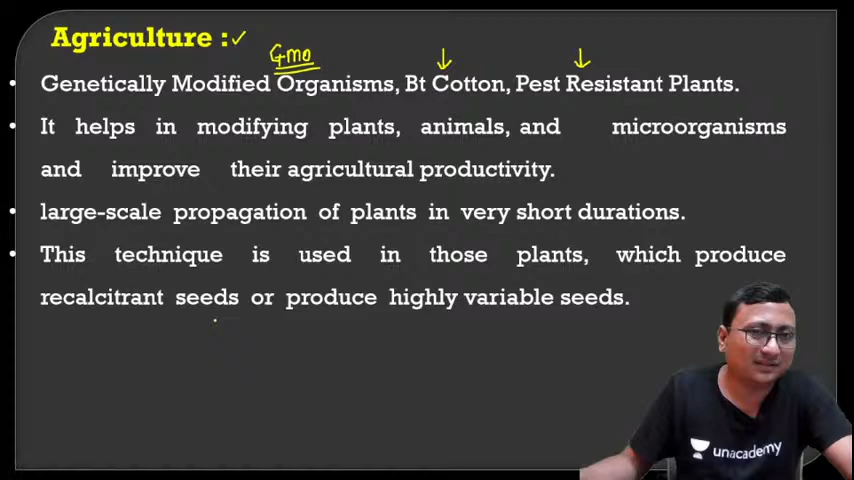 Agriculture :✓
Gmo
• Genetically Modified Organisms, Bt Cotton, Pest Resistant Plants.
• It helps in modifying plants, animals, and microorganisms
and improve their agricultural productivity.
• large-scale propagation of plants in very short durations.
• This technique is used in those plants, which produce
recalcitrant seeds or produce highly variable seeds.
unacademy